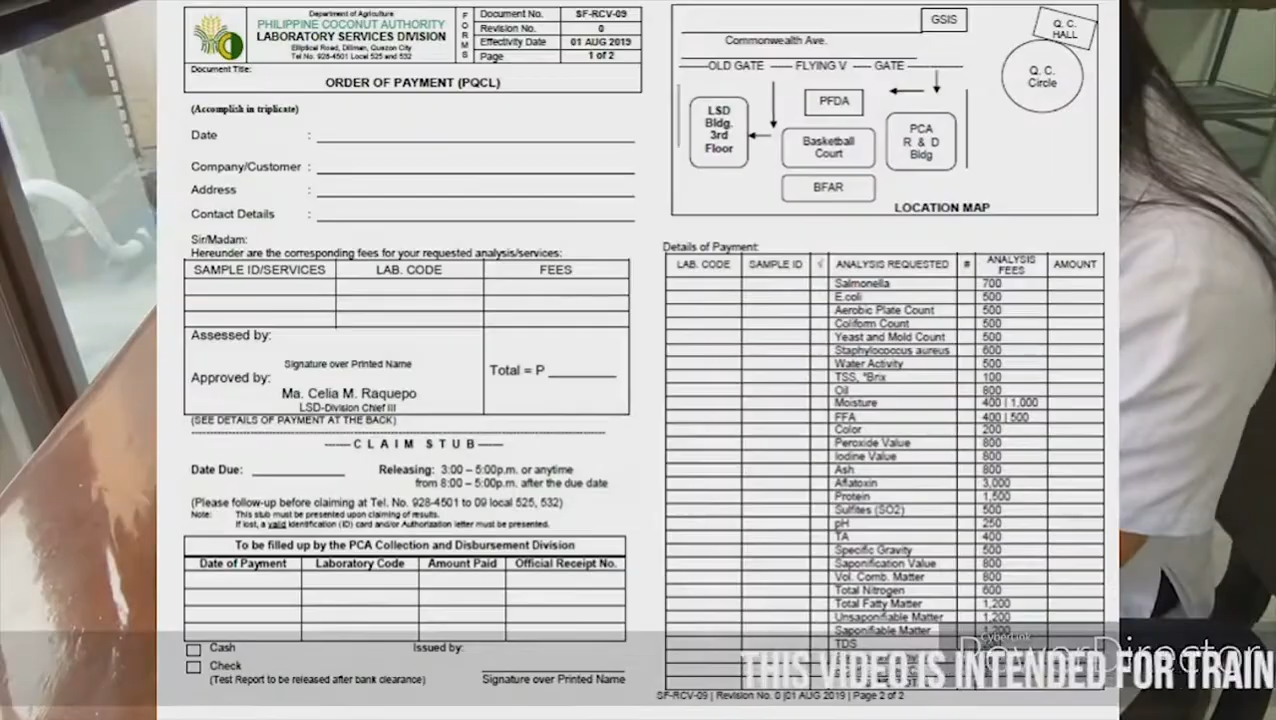 Department of Agriculture
PHILIPPINE COCONUT AUTHORITY
LABORATORY SERVICES DIVISION
Elliptical Road, Diliman, Quezon City
Tel No. 928-4501 Local 525 and 532
FORMS
Document No. SF-RCV-09
Revision No. 0
Effectivity Date 01 AUG 2019
Page 1 of 2
Document Title:
ORDER OF PAYMENT (PQCL)
(Accomplish in triplicate)
Date :
Company/Customer :
Address :
Contact Details :
Sir/Madam:
Hereunder are the corresponding fees for your requested analysis/services:
SAMPLE ID/SERVICES LAB. CODE FEES
Assessed by:
Signature over Printed Name
Approved by:
Ma. Celia M. Raquepo
LSD-Division Chief III
Total = P
(SEE DETAILS OF PAYMENT AT THE BACK)
CLAIM STUB
Date Due: Releasing: 3:00 – 5:00p.m. or anytime
from 8:00 – 5:00p.m. after the due date
(Please follow-up before claiming at Tel. No. 928-4501 to 09 local 525, 532)
Note: This stub must be presented upon claiming of results.
If lost, a valid identification (ID) card and/or Authorization letter must be presented.
To be filled up by the PCA Collection and Disbursement Division
Date of Payment Laboratory Code Amount Paid Official Receipt No.
Cash Issued by:
Check
(Test Report to be released after bank clearance) Signature over Printed Name
GSIS
Q. C. HALL
Commonwealth Ave.
OLD GATE FLYING V GATE
Q. C. Circle
LSD Bldg. 3rd Floor
PFDA
Basketball Court
PCA R & D Bldg
BFAR
LOCATION MAP
Details of Payment:
LAB. CODE SAMPLE ID √ ANALYSIS REQUESTED # ANALYSIS FEES AMOUNT
Salmonella 700
E.coli 500
Aerobic Plate Count 500
Coliform Count 500
Yeast and Mold Count 500
Staphylococcus aureus 600
Water Activity 500
TSS, °Brix 100
Oil 800
Moisture 400 | 1,000
FFA 400 | 500
Color 200
Peroxide Value 800
Iodine Value 800
Ash 800
Aflatoxin 3,000
Protein 1,500
Sulfites (SO2) 500
pH 250
TA 400
Specific Gravity 500
Saponification Value 800
Vol. Comb. Matter 800
Total Nitrogen 600
Total Fatty Matter 1,200
Unsaponifiable Matter 1,200
Saponifiable Matter 1,200
TDS
SF-RCV-09 | Revision No. 0 |01 AUG 2019 | Page 2 of 2
CyberLink
PowerDirector
THIS VIDEO IS INTENDED FOR TRAIN